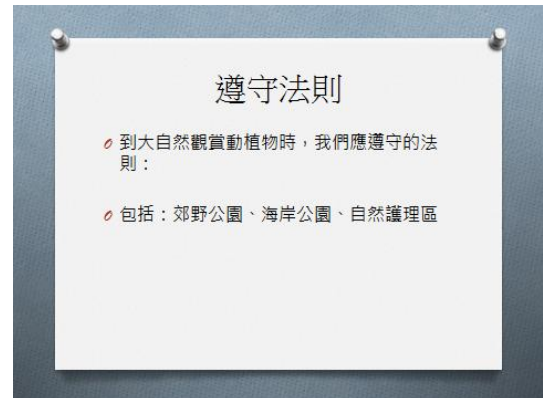 遵守法則
到大自然觀賞動植物時，我們應遵守的法
則：
包括：郊野公園、海岸公園、自然護理區